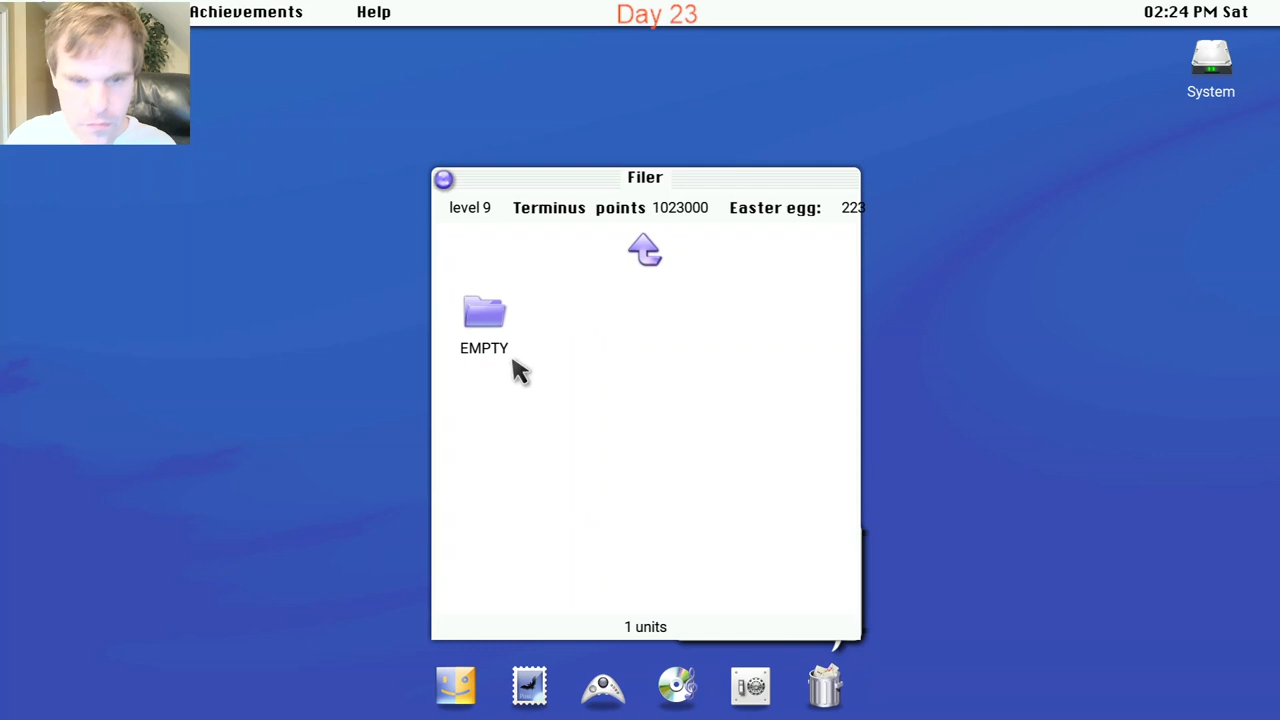 Achievements Help Day 23 02:24 PM Sat
System
Filer
level 9 Terminus points 1023000 Easter egg: 223
EMPTY
1 units